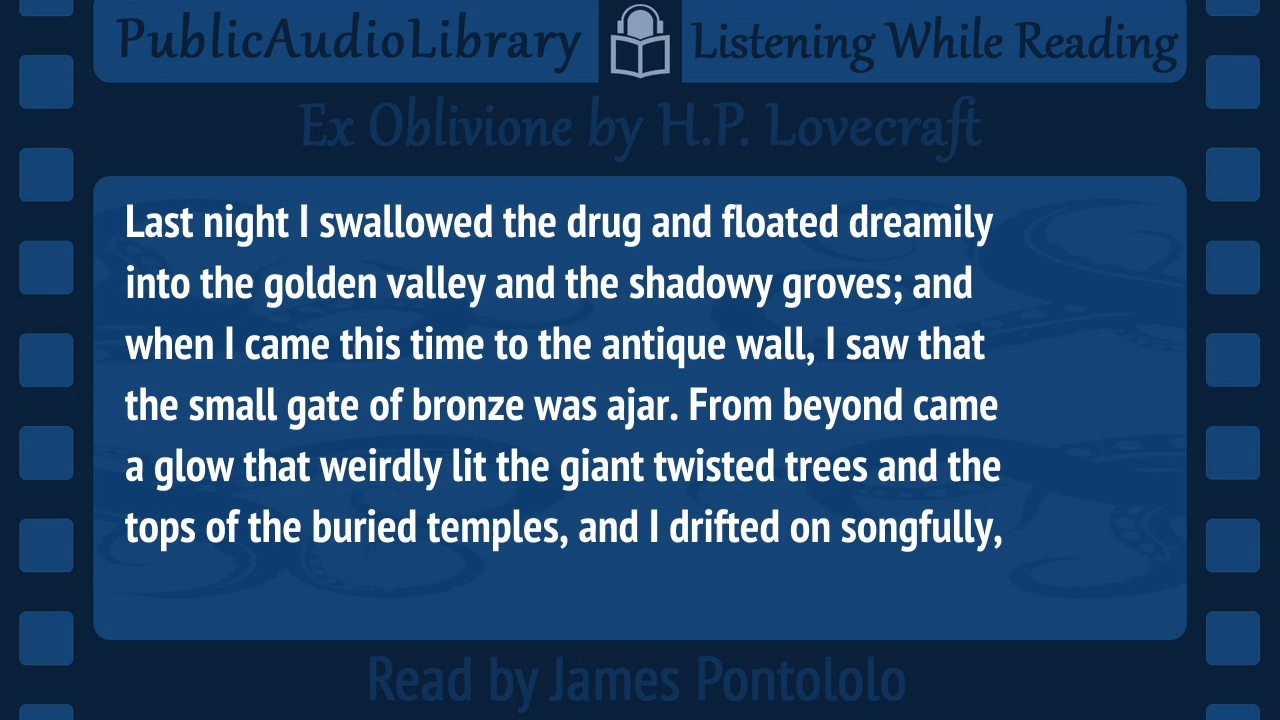 PublicAudioLibrary Listening While Reading
Ex Oblivione by H.P. Lovecraft
Last night I swallowed the drug and floated dreamily
into the golden valley and the shadowy groves; and
when I came this time to the antique wall, I saw that
the small gate of bronze was ajar. From beyond came
a glow that weirdly lit the giant twisted trees and the
tops of the buried temples, and I drifted on songfully,
Read by James Pontololo